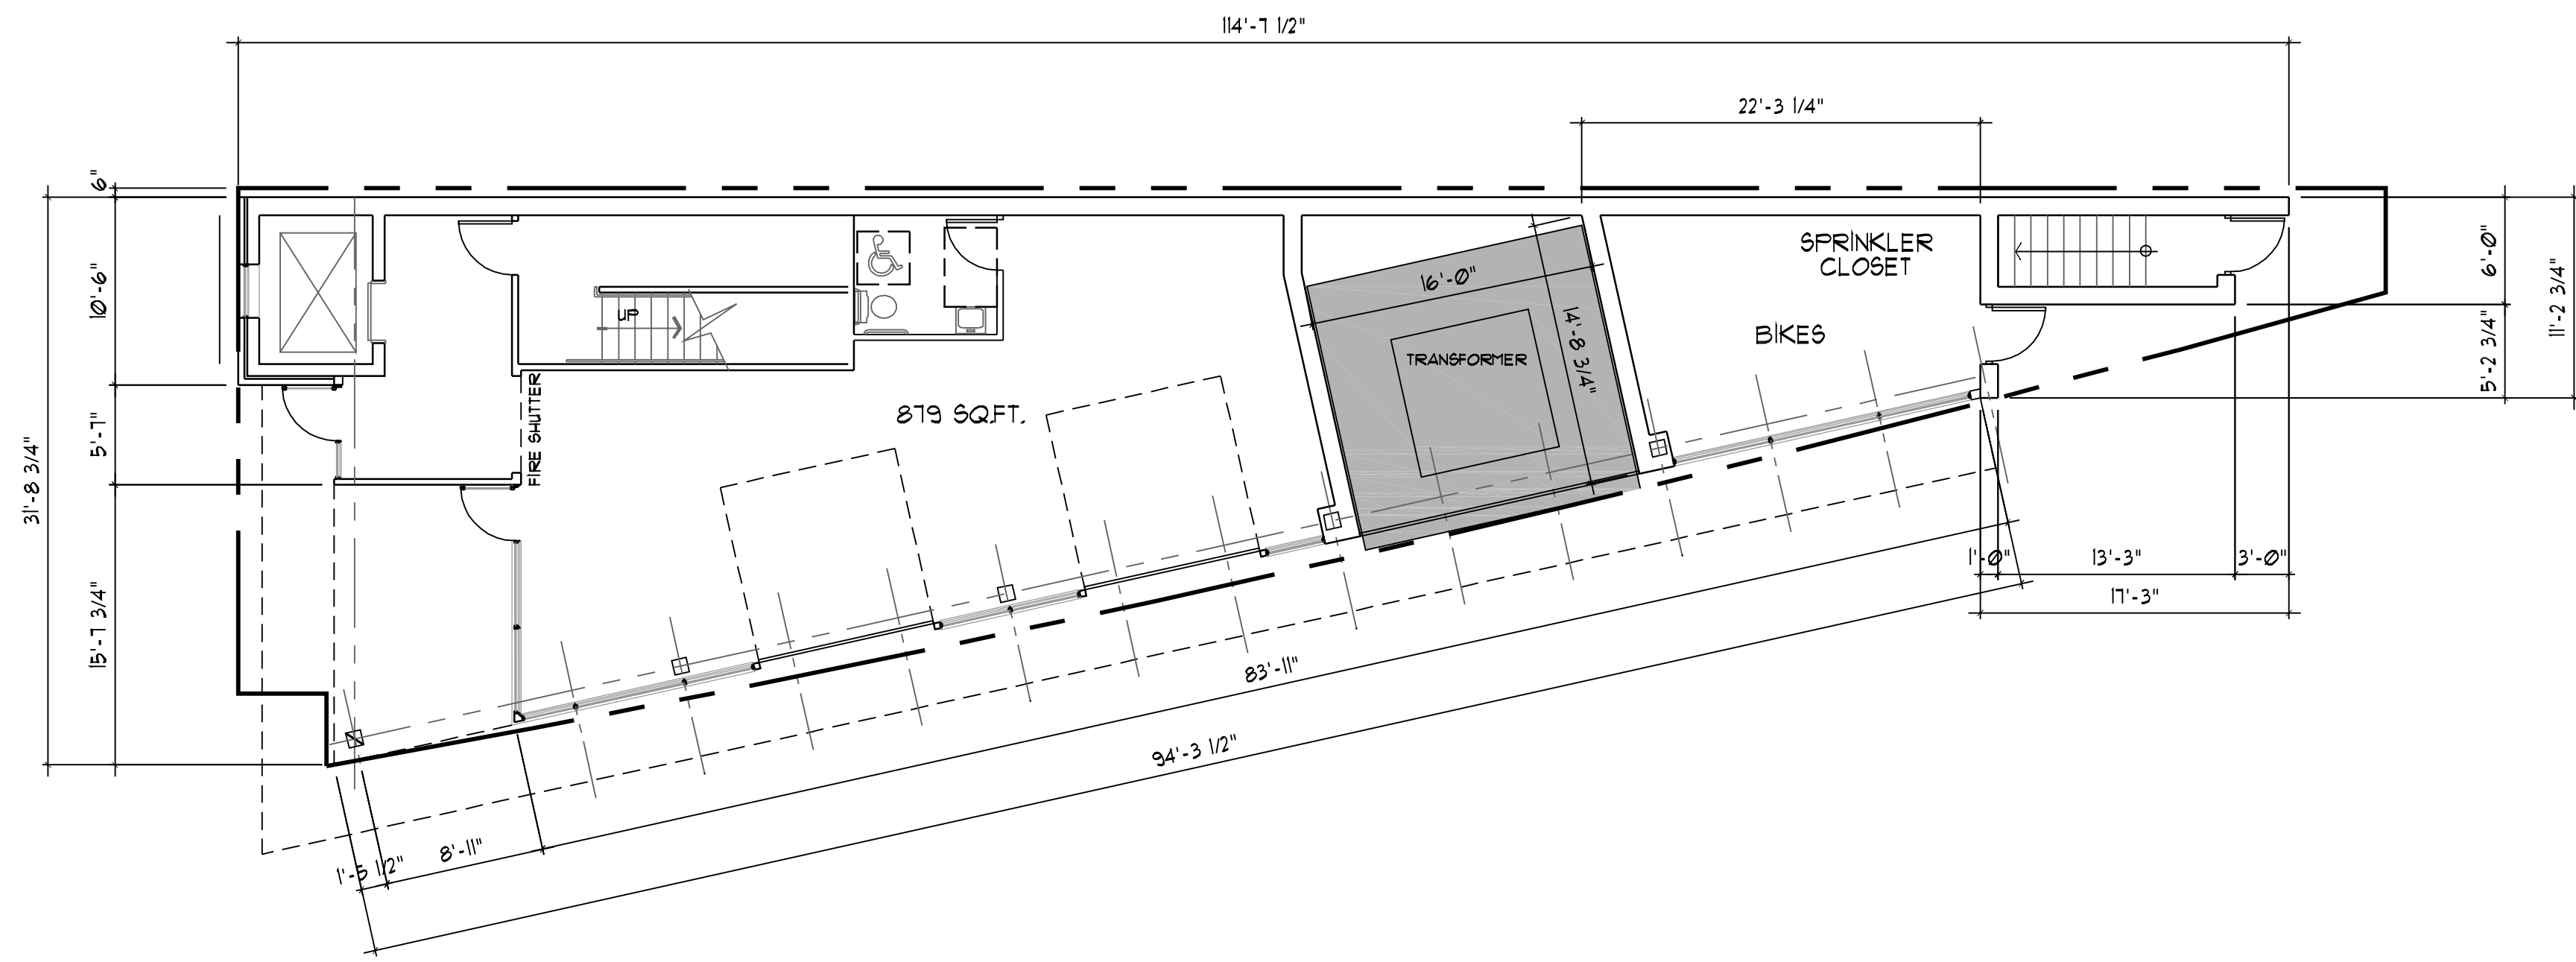 114'-7 1/2"
22'-3 1/4"
6"
10'-6"
5'-7"
31'-8 3/4"
15'-7 3/4"
UP
FIRE SHUTTER
879 SQ.FT.
16'-0"
14'-8 3/4"
TRANSFORMER
SPRINKLER
CLOSET
BIKES
6'-0"
5'-2 3/4"
11'-2 3/4"
1'-0"
13'-3"
3'-0"
17'-3"
83'-11"
94'-3 1/2"
8'-11"
1'-5 1/2"